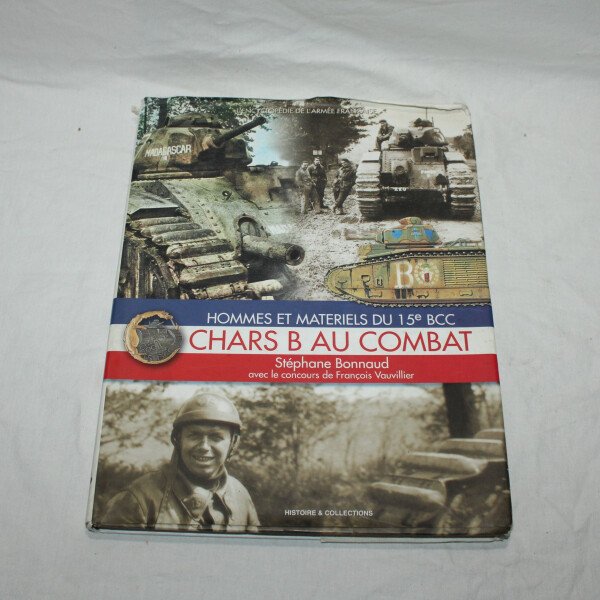 L'ENCYCLOPÉDIE DE L'ARMÉE FRANÇAISE
MADAGASCAR
B
HOMMES ET MATERIELS DU 15e BCC
CHARS B AU COMBAT
Stéphane Bonnaud
avec le concours de François Vauvillier
HISTOIRE & COLLECTIONS